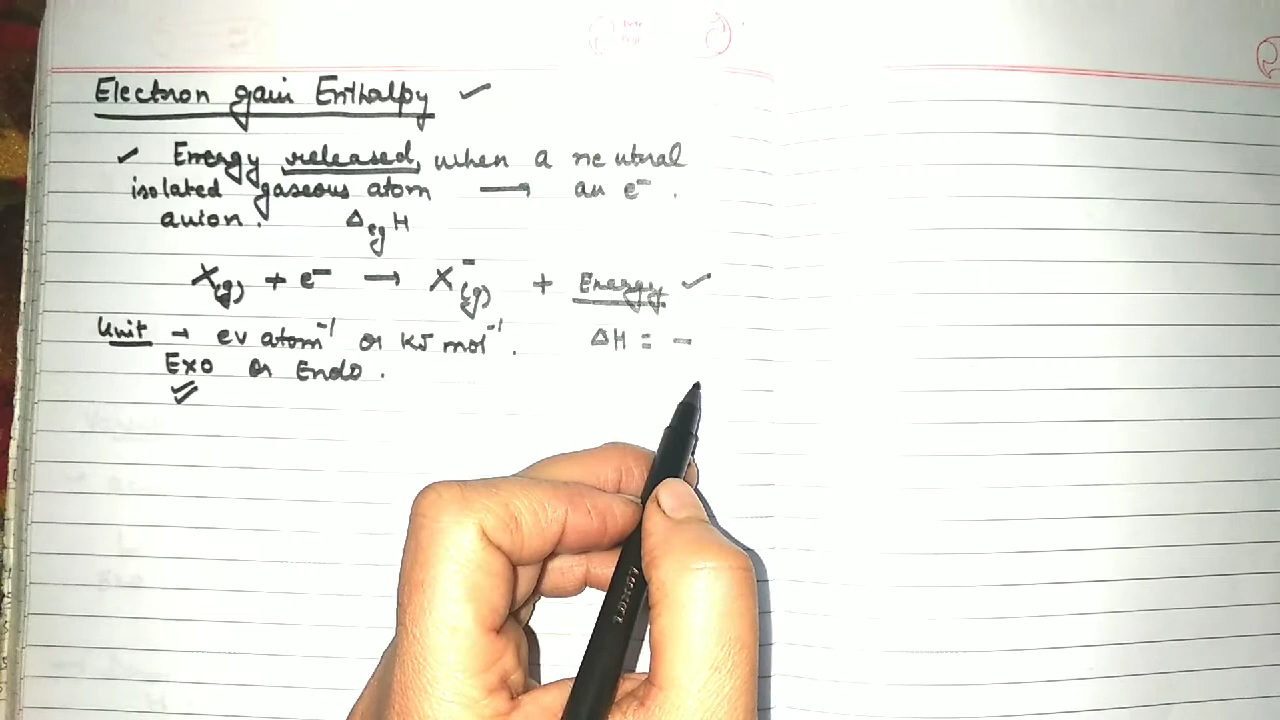 Electron gain Enthalpy ✓
✓ Energy released, when a neutral
isolated gaseous atom → an e⁻.
anion. ΔegH
X(g) + e⁻ → X⁻(g) + Energy ✓
Unit → ev atom⁻¹ or KJ mol⁻¹. ΔH = -
Exo or Endo.
LUXOR